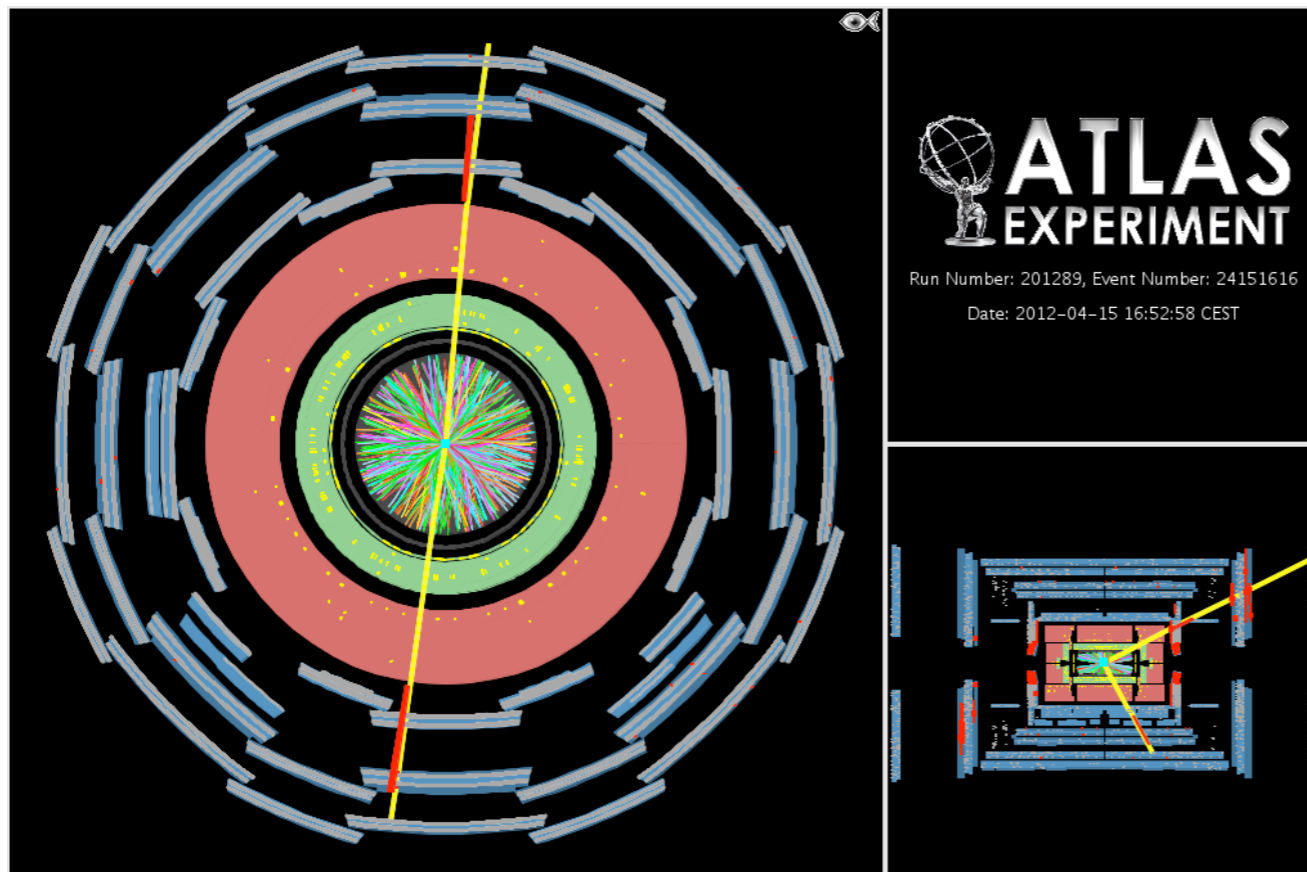 ATLAS
EXPERIMENT
Run Number: 201289, Event Number: 24151616
Date: 2012-04-15 16:52:58 CEST